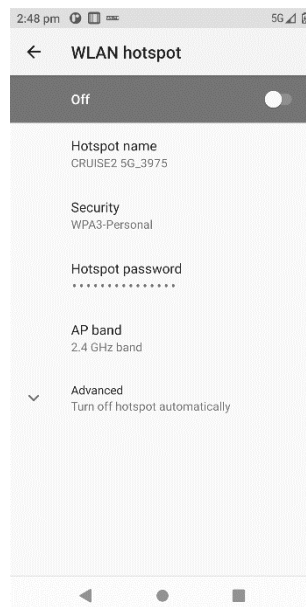 2:48 pm 5G
WLAN hotspot
Off
Hotspot name
CRUISE2 5G_3975
Security
WPA3-Personal
Hotspot password
•••••••••••••••
AP band
2.4 GHz band
Advanced
Turn off hotspot automatically